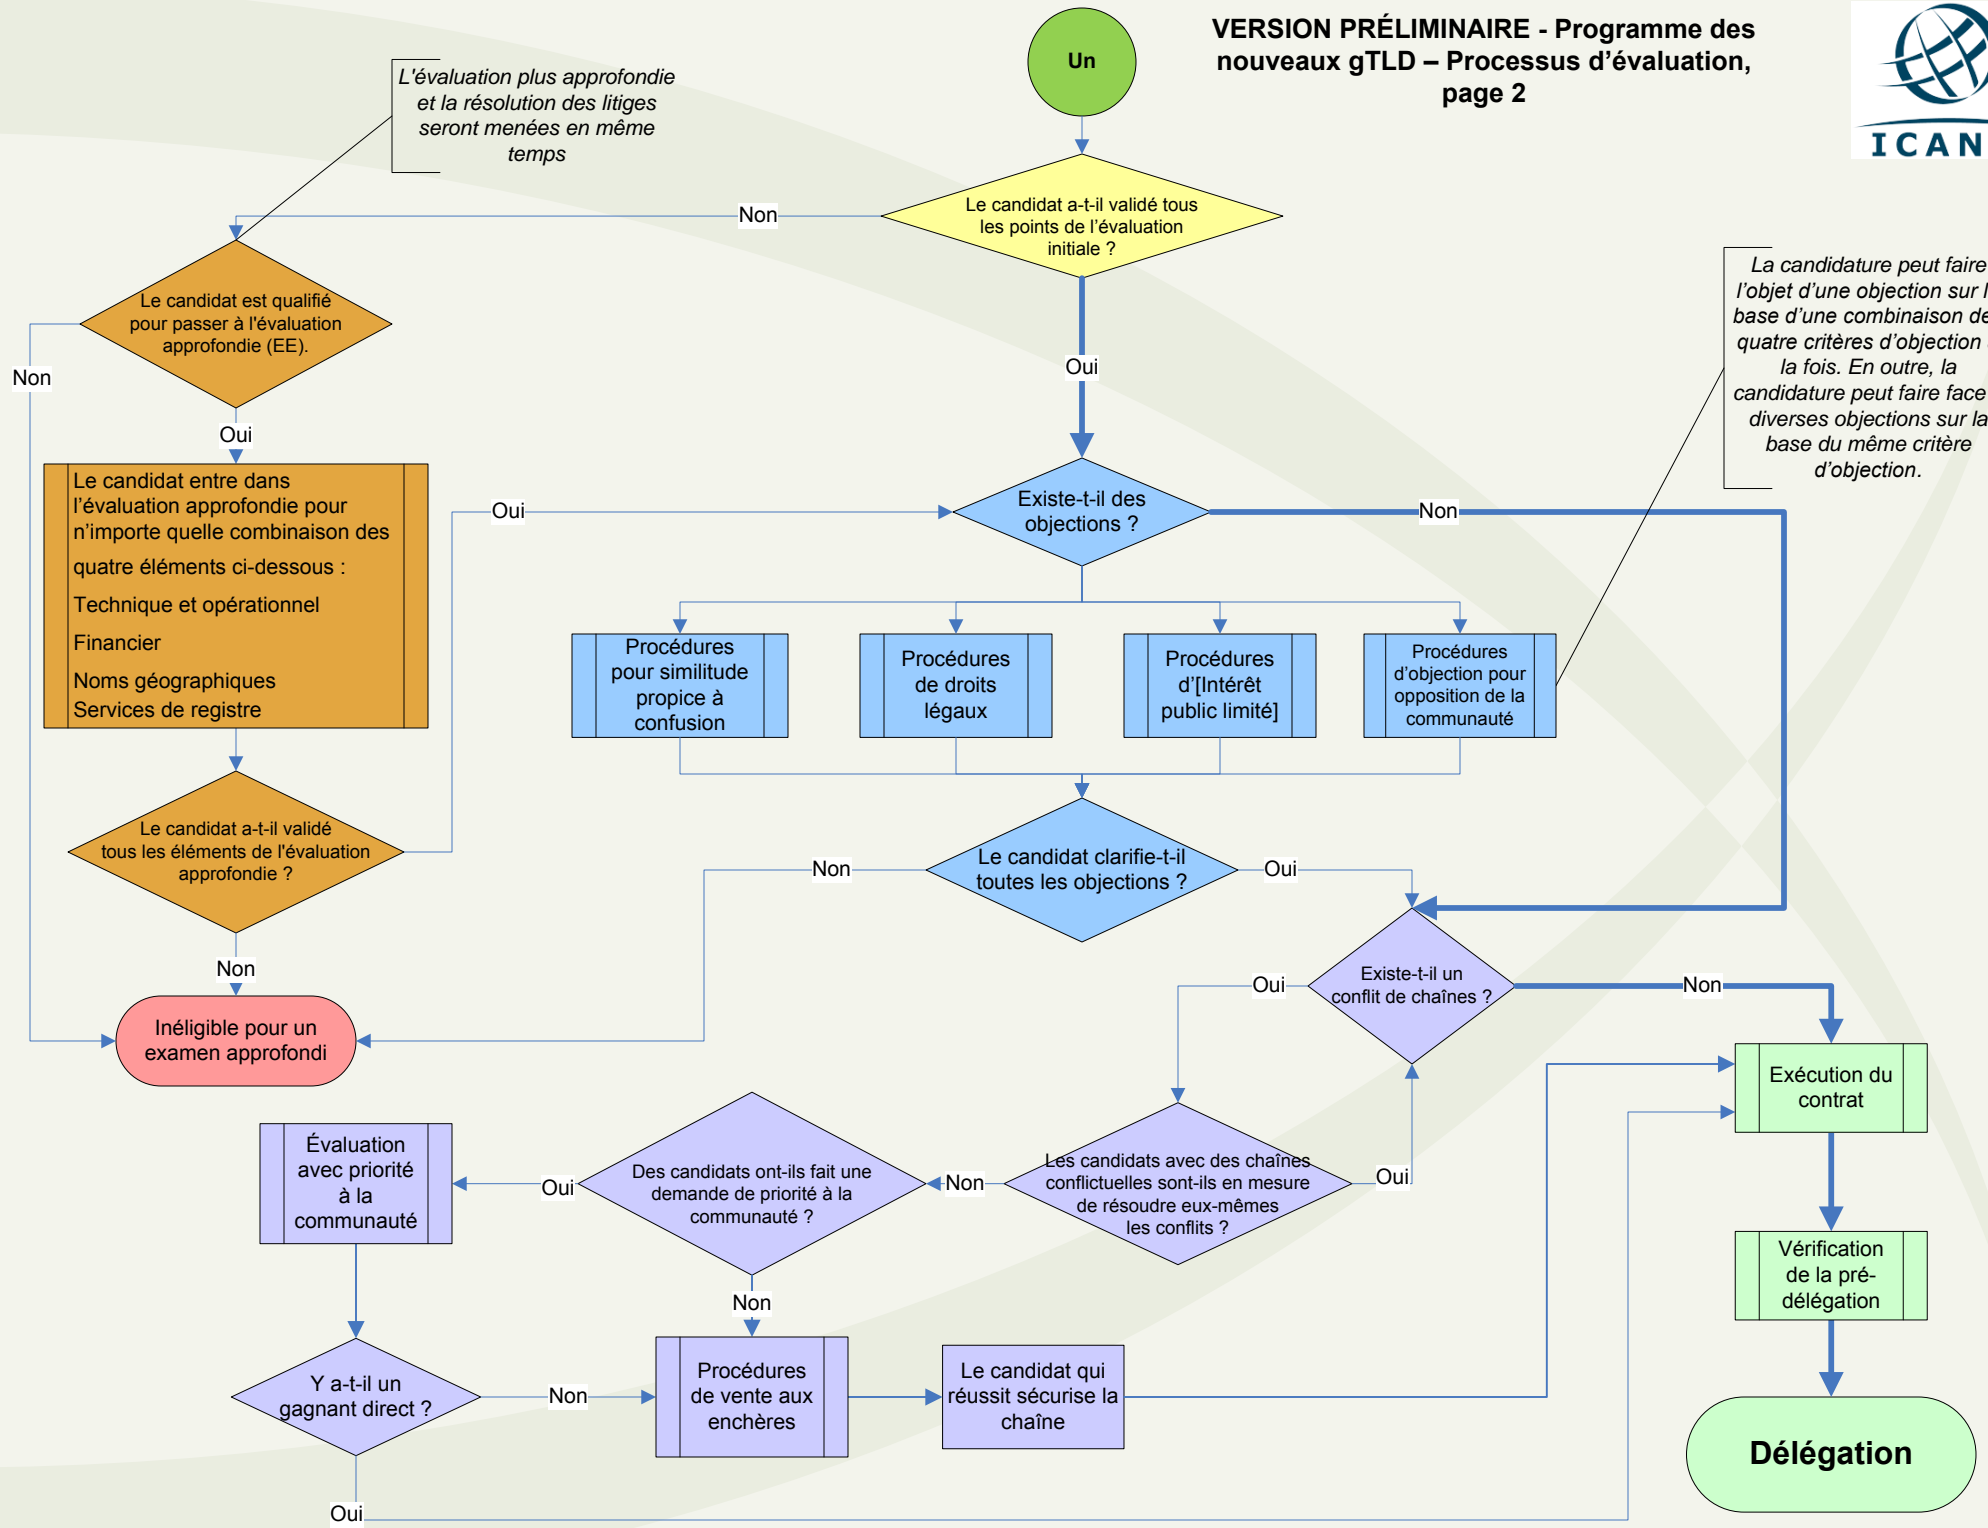 VERSION PRÉLIMINAIRE - Programme des
nouveaux gTLD – Processus d’évaluation,
page 2
ICAN
Un
L'évaluation plus approfondie
et la résolution des litiges
seront menées en même
temps
Le candidat a-t-il validé tous
les points de l’évaluation
initiale ?
Non
Oui
Le candidat est qualifié
pour passer à l'évaluation
approfondie (EE).
Non
Oui
La candidature peut faire
l’objet d’une objection sur
base d’une combinaison
quatre critères d’objection
la fois. En outre, la
candidature peut faire face
diverses objections sur la
base du même critère
d’objection.
Le candidat entre dans
l’évaluation approfondie pour
n’importe quelle combinaison des
quatre éléments ci-dessous :
Technique et opérationnel
Financier
Noms géographiques
Services de registre
Oui
Existe-t-il des
objections ?
Non
Procédures
pour similitude
propice à
confusion
Procédures
de droits
légaux
Procédures
d’[Intérêt
public limité]
Procédures
d’objection pour
opposition de la
communauté
Le candidat a-t-il validé
tous les éléments de l'évaluation
approfondie ?
Non
Le candidat clarifie-t-il
toutes les objections ?
Non
Oui
Inéligible pour un
examen approfondi
Existe-t-il un
conflit de chaînes ?
Oui
Non
Exécution du
contrat
Les candidats avec des chaînes
conflictuelles sont-ils en mesure
de résoudre eux-mêmes
les conflits ?
Oui
Non
Des candidats ont-ils fait une
demande de priorité à la
communauté ?
Oui
Non
Évaluation
avec priorité
à la
communauté
Vérification
de la pré-
délégation
Y a-t-il un
gagnant direct ?
Non
Oui
Procédures
de vente aux
enchères
Le candidat qui
réussit sécurise la
chaîne
Délégation